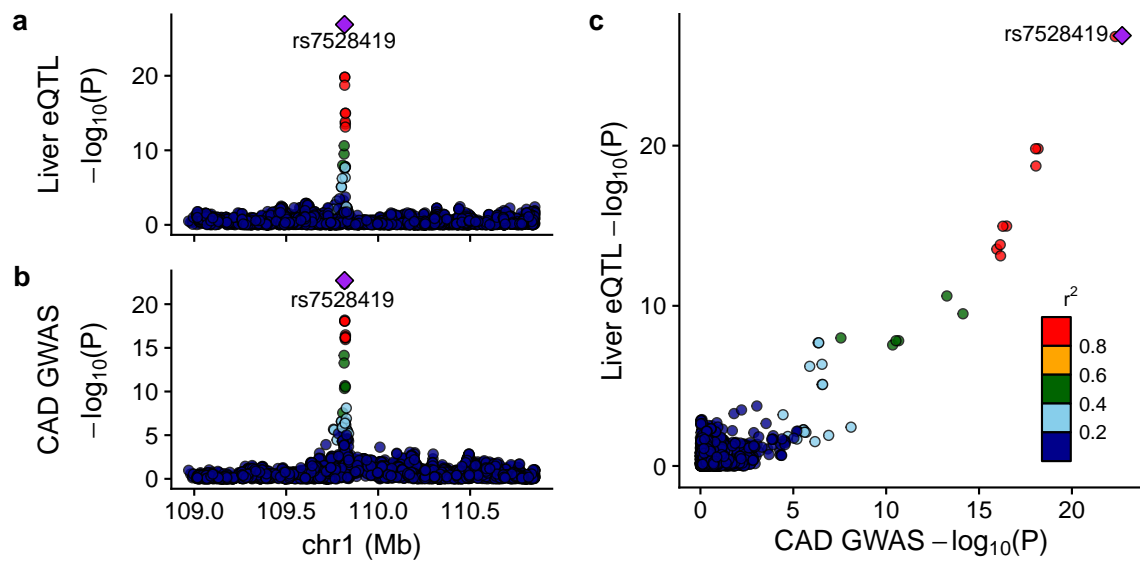 a
Liver eQTL
−log10(P)
20
10
0
rs7528419
b
CAD GWAS
−log10(P)
20
15
10
5
0
rs7528419
109.0 109.5 110.0 110.5
chr1 (Mb)
c
Liver eQTL −log10(P)
20
10
0
rs7528419
r2
0.8
0.6
0.4
0.2
0 5 10 15 20
CAD GWAS −log10(P)